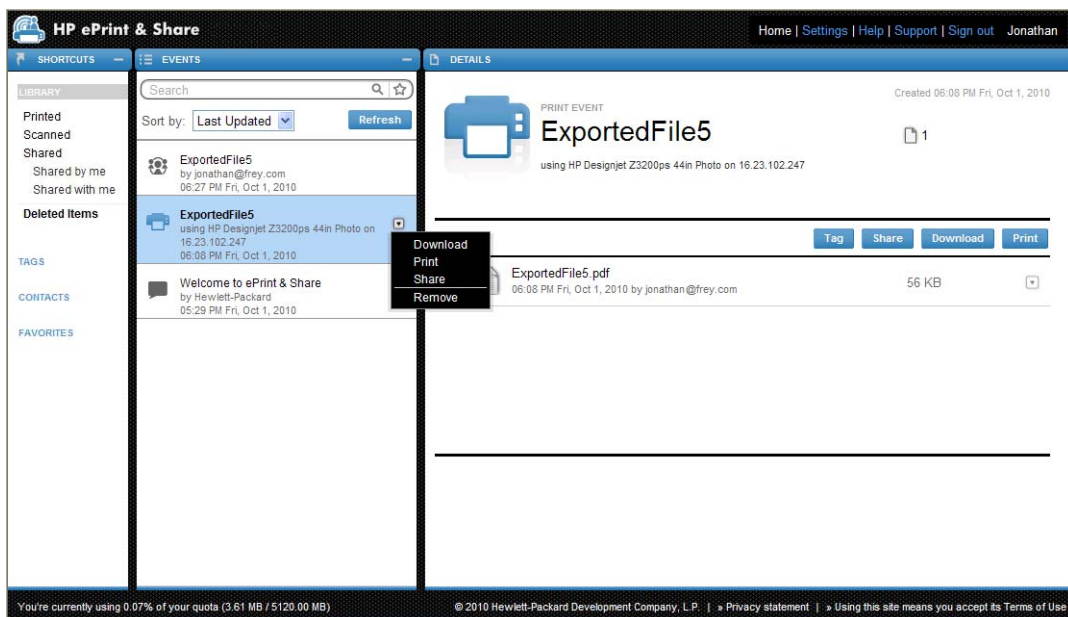 HP ePrint & Share
Home | Settings | Help | Support | Sign out Jonathan
SHORTCUTS
LIBRARY
Printed
Scanned
Shared
Shared by me
Shared with me
Deleted Items
TAGS
CONTACTS
FAVORITES
EVENTS
Search
Sort by: Last Updated Refresh
ExportedFile5
by jonathan@frey.com
06:27 PM Fri, Oct 1, 2010
ExportedFile5
using HP Designjet Z3200ps 44in Photo on
16.23.102.247
06:08 PM Fri, Oct 1, 2010
Welcome to ePrint & Share
by Hewlett-Packard
05:29 PM Fri, Oct 1, 2010
Download
Print
Share
Remove
DETAILS
Created 06:08 PM Fri, Oct 1, 2010
PRINT EVENT
ExportedFile5
1
using HP Designjet Z3200ps 44in Photo on 16.23.102.247
Tag Share Download Print
ExportedFile5.pdf
06:08 PM Fri, Oct 1, 2010 by jonathan@frey.com
56 KB
You're currently using 0.07% of your quota (3.61 MB / 5120.00 MB)
© 2010 Hewlett-Packard Development Company, L.P. | » Privacy statement | » Using this site means you accept its Terms of Use